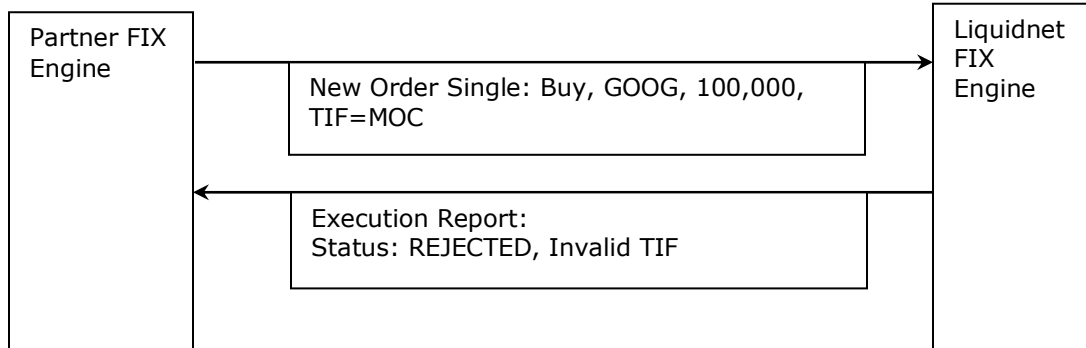 Partner FIX
Engine
Liquidnet
FIX
Engine
New Order Single: Buy, GOOG, 100,000,
TIF=MOC
Execution Report:
Status: REJECTED, Invalid TIF